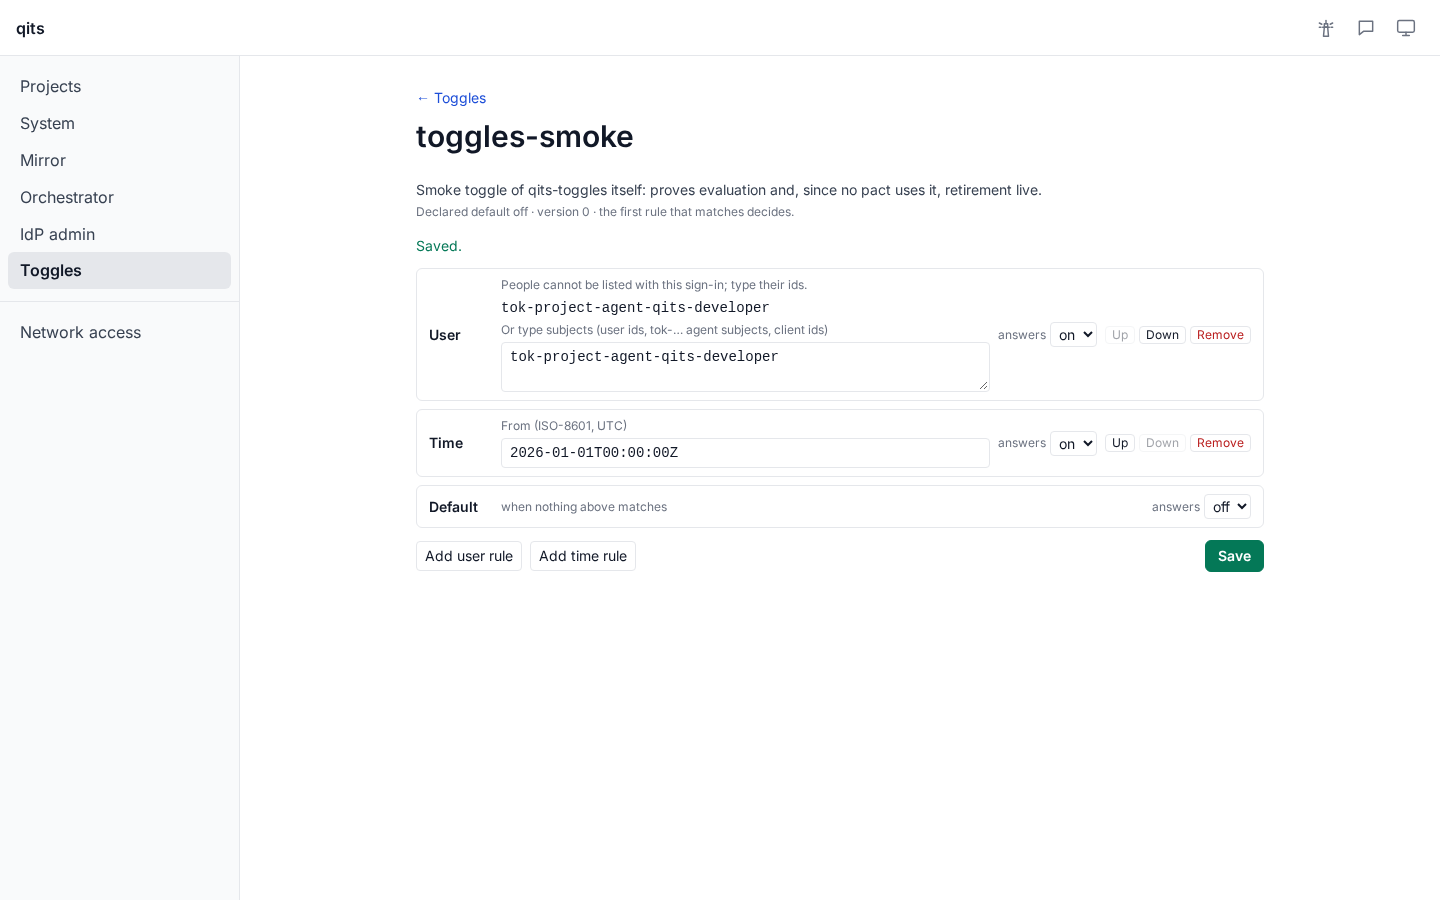 qits
Projects
System
Mirror
Orchestrator
IdP admin
Toggles
Network access
← Toggles
toggles-smoke
Smoke toggle of qits-toggles itself: proves evaluation and, since no pact uses it, retirement live.
Declared default off · version 0 · the first rule that matches decides.
Saved.
People cannot be listed with this sign-in; type their ids.
tok-project-agent-qits-developer
Or type subjects (user ids, tok-… agent subjects, client ids)
User
tok-project-agent-qits-developer
answers on Up Down Remove
From (ISO-8601, UTC)
Time
2026-01-01T00:00:00Z
answers on Up Down Remove
Default when nothing above matches answers off
Add user rule Add time rule Save